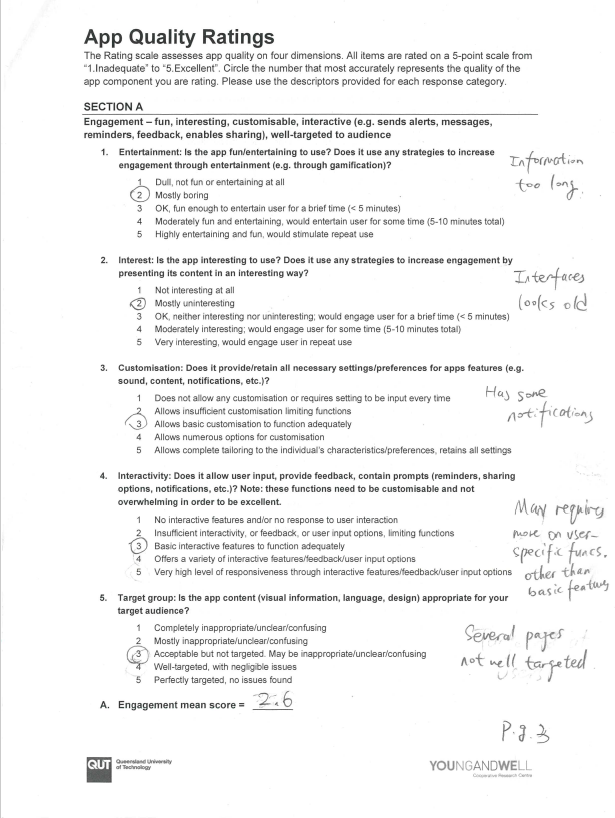 App Quality Ratings
The Rating scale assesses app quality on four dimensions. All items are rated on a 5-point scale from
“1.Inadequate” to “5.Excellent”. Circle the number that most accurately represents the quality of the
app component you are rating. Please use the descriptors provided for each response category.
SECTION A
Engagement – fun, interesting, customisable, interactive (e.g. sends alerts, messages,
reminders, feedback, enables sharing), well-targeted to audience
1. Entertainment: Is the app fun/entertaining to use? Does it use any strategies to increase
engagement through entertainment (e.g. through gamification)?
1 Dull, not fun or entertaining at all
2 Mostly boring
3 OK, fun enough to entertain user for a brief time (< 5 minutes)
4 Moderately fun and entertaining, would entertain user for some time (5-10 minutes total)
5 Highly entertaining and fun, would stimulate repeat use
Information
too long.
2. Interest: Is the app interesting to use? Does it use any strategies to increase engagement by
presenting its content in an interesting way?
1 Not interesting at all
2 Mostly uninteresting
3 OK, neither interesting nor uninteresting; would engage user for a brief time (< 5 minutes)
4 Moderately interesting; would engage user for some time (5-10 minutes total)
5 Very interesting, would engage user in repeat use
Interfaces
looks old
3. Customisation: Does it provide/retain all necessary settings/preferences for apps features (e.g.
sound, content, notifications, etc.)?
1 Does not allow any customisation or requires setting to be input every time
2 Allows insufficient customisation limiting functions
3 Allows basic customisation to function adequately
4 Allows numerous options for customisation
5 Allows complete tailoring to the individual’s characteristics/preferences, retains all settings
Has some
notifications
4. Interactivity: Does it allow user input, provide feedback, contain prompts (reminders, sharing
options, notifications, etc.)? Note: these functions need to be customisable and not
overwhelming in order to be excellent.
1 No interactive features and/or no response to user interaction
2 Insufficient interactivity, or feedback, or user input options, limiting functions
3 Basic interactive features to function adequately
4 Offers a variety of interactive features/feedback/user input options
5 Very high level of responsiveness through interactive features/feedback/user input options
May requires
more on user-
specific funcs.
other than
basic feature
5. Target group: Is the app content (visual information, language, design) appropriate for your
target audience?
1 Completely inappropriate/unclear/confusing
2 Mostly inappropriate/unclear/confusing
3 Acceptable but not targeted. May be inappropriate/unclear/confusing
4 Well-targeted, with negligible issues
5 Perfectly targeted, no issues found
Several pages
not well targeted
A. Engagement mean score = 2.6
P.g.3
QUT
Queensland University
of Technology
YOUNGANDWELL
Cooperative Research Centre